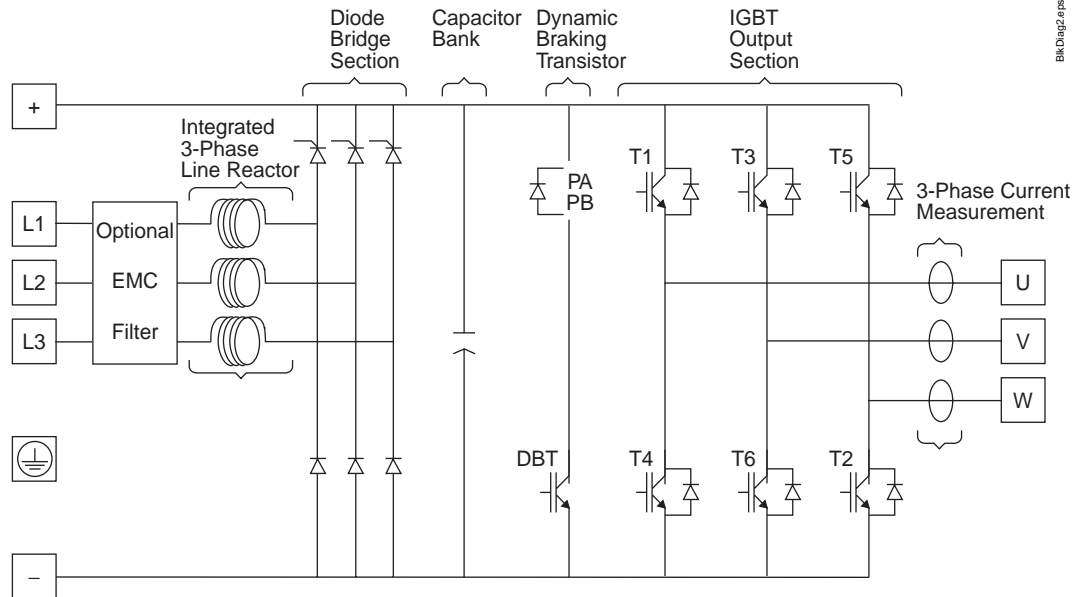 BlkDiag2.eps
Diode
Bridge
Section
Capacitor
Bank
Dynamic
Braking
Transistor
IGBT
Output
Section
+
Integrated
3-Phase
Line Reactor
T1
T3
T5
PA
PB
3-Phase Current
Measurement
L1
Optional
L2
EMC
U
L3
Filter
V
W
DBT
T4
T6
T2
–